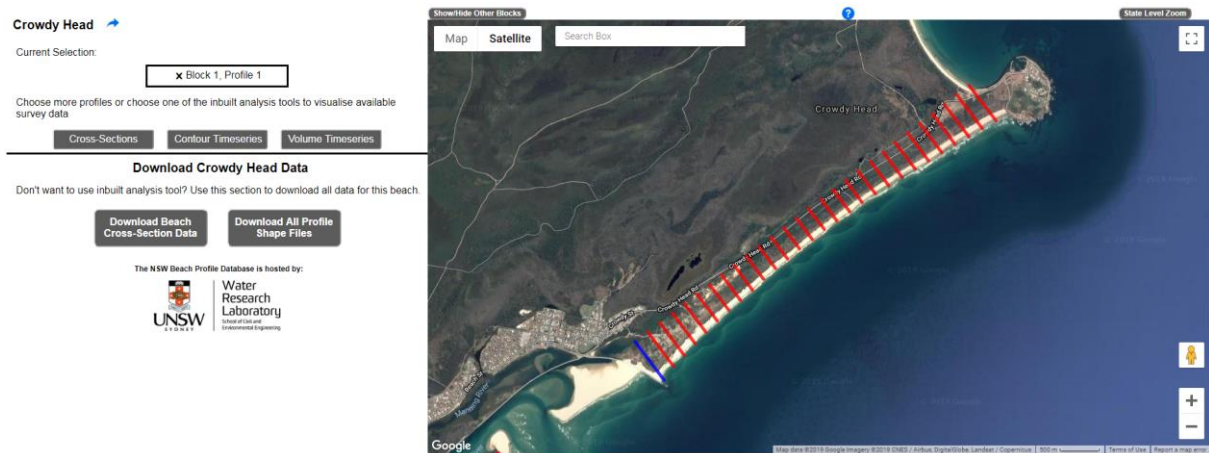 Crowdy Head
Current Selection:
x Block 1, Profile 1
Choose more profiles or choose one of the inbuilt analysis tools to visualise available
survey data
Cross-Sections
Contour Timeseries
Volume Timeseries
Download Crowdy Head Data
Don't want to use inbuilt analysis tool? Use this section to download all data for this beach.
Download Beach
Cross-Section Data
Download All Profile
Shape Files
The NSW Beach Profile Database is hosted by:
UNSW
SYDNEY
Water
Research
Laboratory
School of Civil and
Environmental Engineering
Show/Hide Other Blocks
?
State Level Zoom
Map
Satellite
Search Box
Crowdy Head
Crowdy Head Rd
Crowdy Head Rd
Crowdy Head Rd
Crowdy Head Rd
Crowdy St
Beach St
Manning River
Google
Map data ©2019 Google Imagery ©2019 CNES / Airbus, DigitalGlobe, Landsat / Copernicus
500 m
Terms of Use
Report a map error